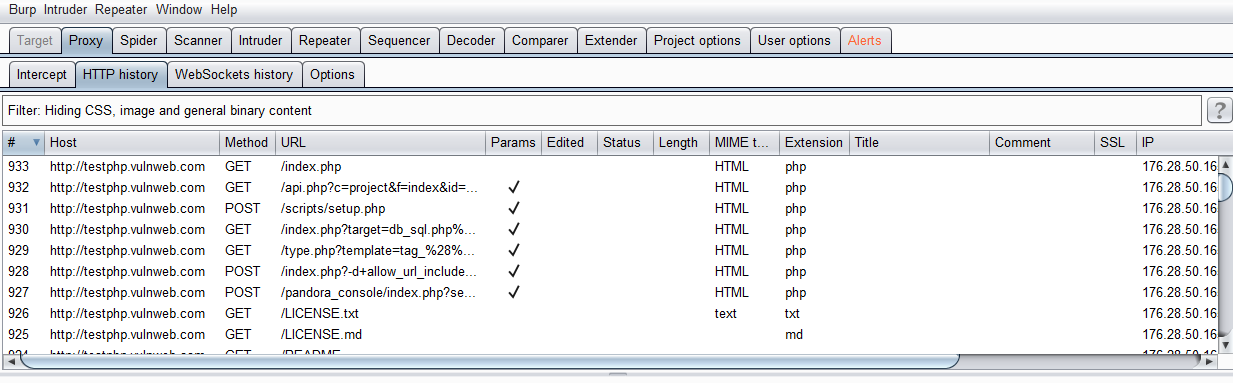 Burp Intruder Repeater Window Help
Target Proxy Spider Scanner Intruder Repeater Sequencer Decoder Comparer Extender Project options User options Alerts
Intercept HTTP history WebSockets history Options
Filter: Hiding CSS, image and general binary content ?
# Host Method URL Params Edited Status Length MIME t... Extension Title Comment SSL IP
933 http://testphp.vulnweb.com GET /index.php HTML php 176.28.50.16
932 http://testphp.vulnweb.com GET /api.php?c=project&f=index&id=... ✓ HTML php 176.28.50.16
931 http://testphp.vulnweb.com POST /scripts/setup.php ✓ HTML php 176.28.50.16
930 http://testphp.vulnweb.com GET /index.php?target=db_sql.php%... ✓ HTML php 176.28.50.16
929 http://testphp.vulnweb.com GET /type.php?template=tag_%28%... ✓ HTML php 176.28.50.16
928 http://testphp.vulnweb.com POST /index.php?-d+allow_url_include... ✓ HTML php 176.28.50.16
927 http://testphp.vulnweb.com POST /pandora_console/index.php?se... ✓ HTML php 176.28.50.16
926 http://testphp.vulnweb.com GET /LICENSE.txt text txt 176.28.50.16
925 http://testphp.vulnweb.com GET /LICENSE.md md 176.28.50.16
924 http://testphp.vulnweb.com GET /README 176.28.50.16